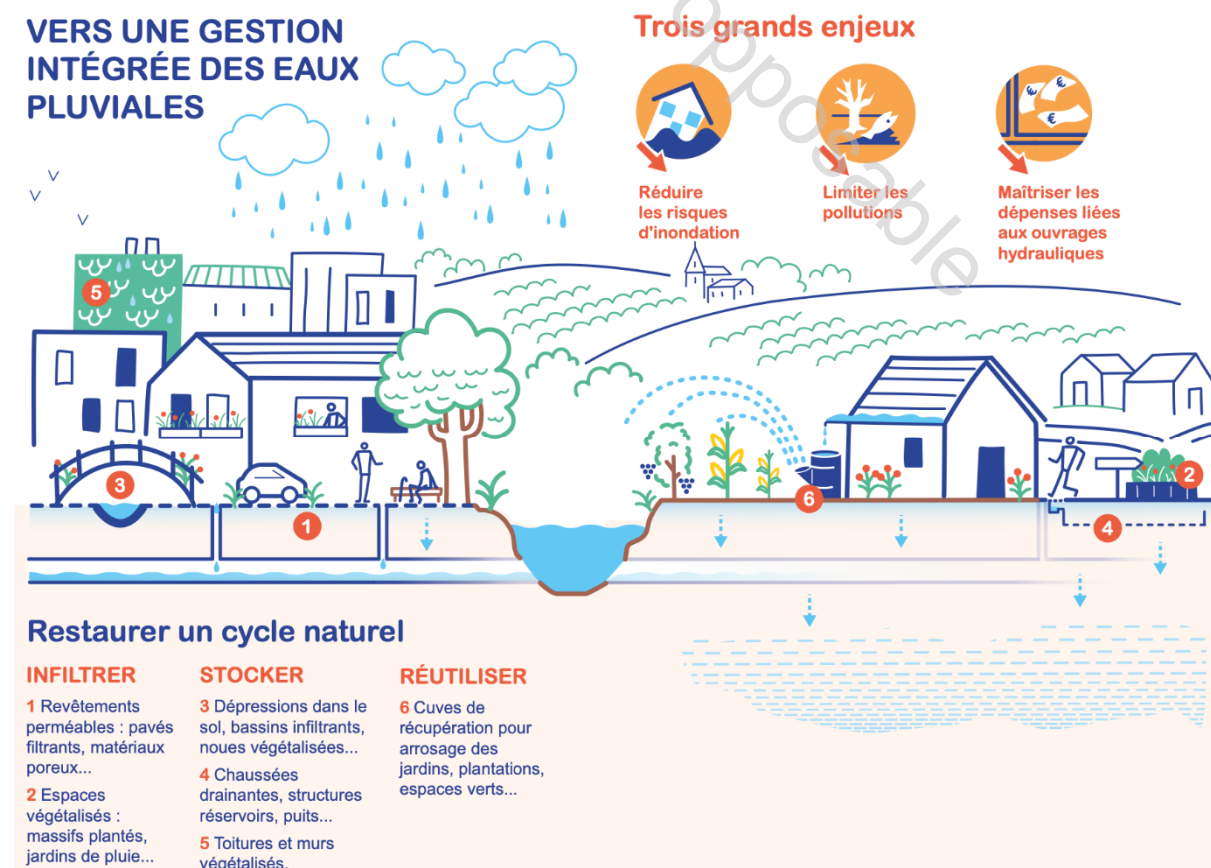 VERS UNE GESTION
INTÉGRÉE DES EAUX
PLUVIALES
Trois grands enjeux
opposable
Réduire
les risques
d'inondation
Limiter les
pollutions
Maîtriser les
dépenses liées
aux ouvrages
hydrauliques
€
€
€
5
3
1
6
2
4
Restaurer un cycle naturel
INFILTRER
1 Revêtements
perméables : pavés
filtrants, matériaux
poreux...
2 Espaces
végétalisés :
massifs plantés,
jardins de pluie...
STOCKER
3 Dépressions dans le
sol, bassins infiltrants,
noues végétalisées...
4 Chaussées
drainantes, structures
réservoirs, puits...
5 Toitures et murs
végétalisés.
RÉUTILISER
6 Cuves de
récupération pour
arrosage des
jardins, plantations,
espaces verts...